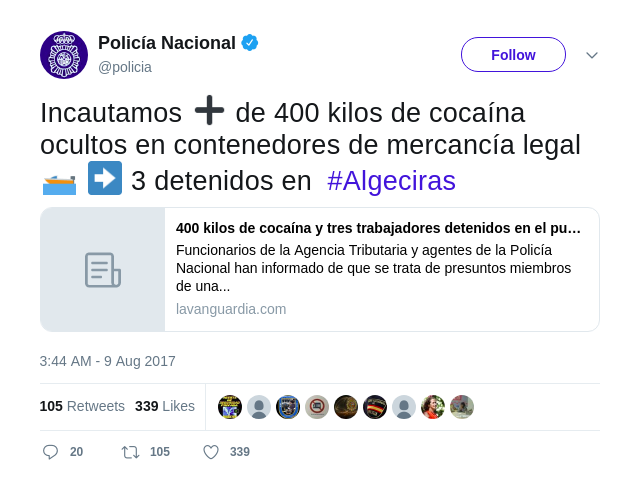 Policía Nacional
@policia
Follow
Incautamos ➕ de 400 kilos de cocaína
ocultos en contenedores de mercancía legal
🚤 ➡ 3 detenidos en #Algeciras
400 kilos de cocaína y tres trabajadores detenidos en el pu…
Funcionarios de la Agencia Tributaria y agentes de la Policía
Nacional han informado de que se trata de presuntos miembros
de una...
lavanguardia.com
3:44 AM - 9 Aug 2017
105 Retweets 339 Likes
20 105 339